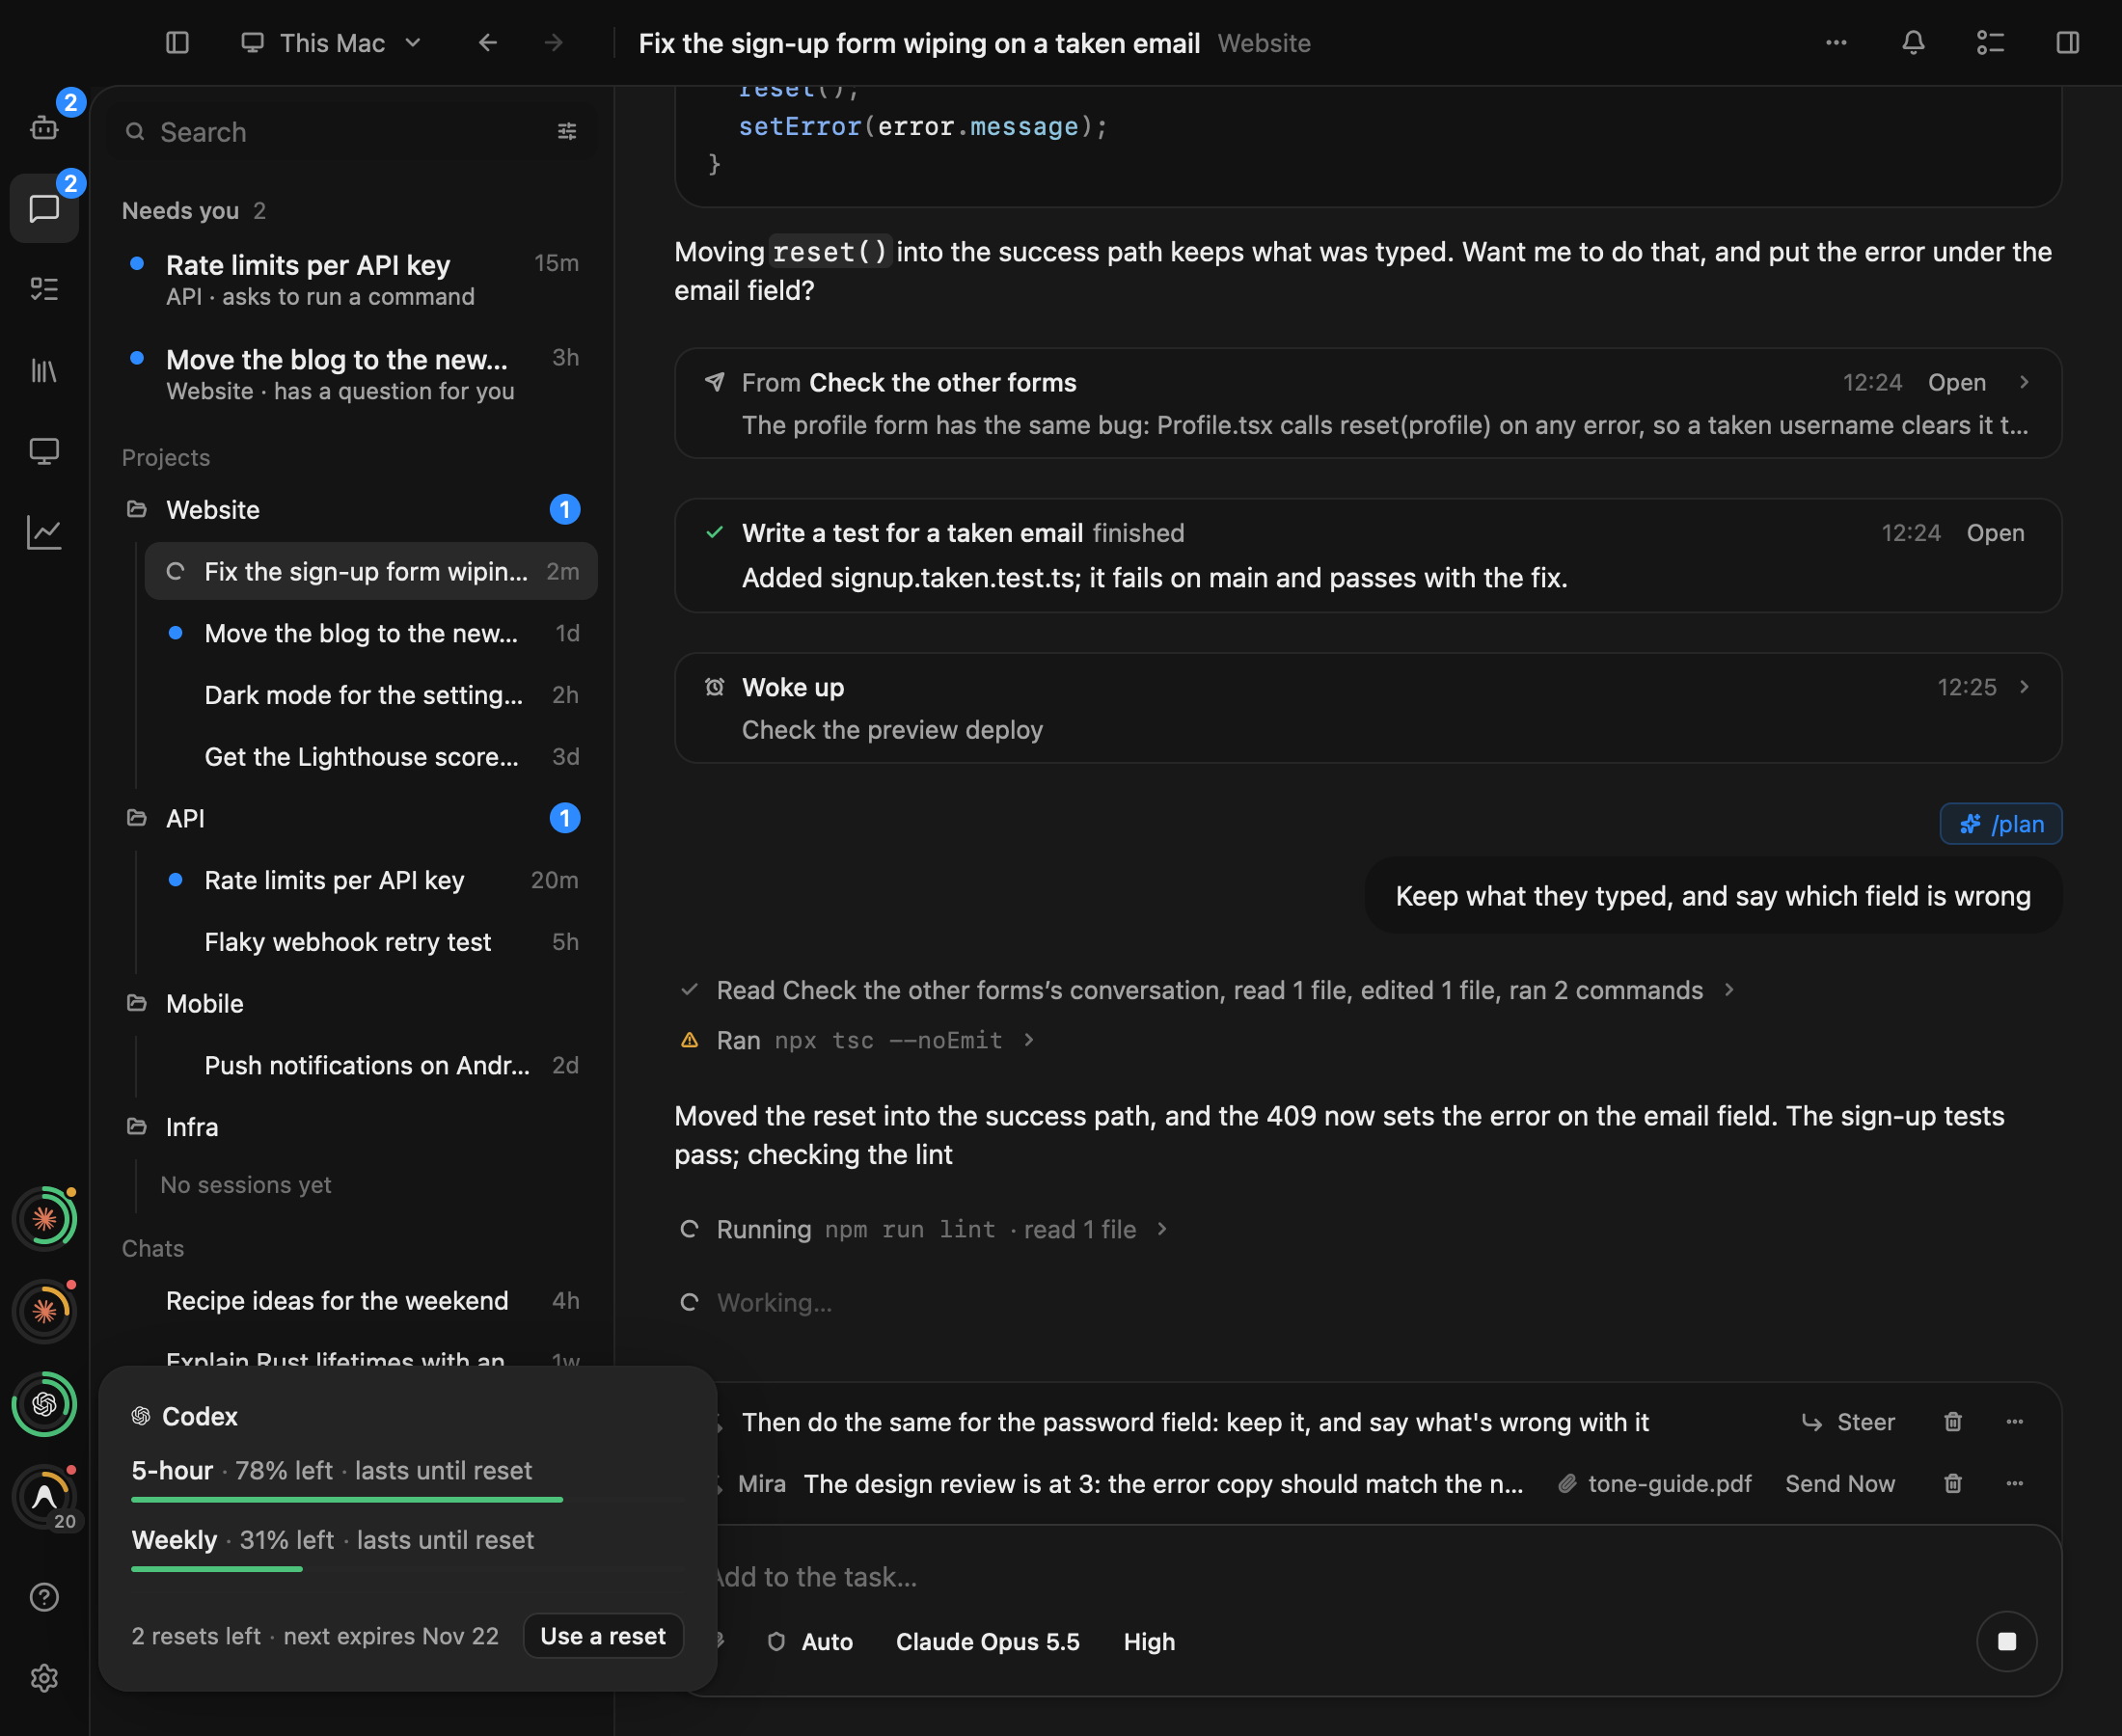 This Mac
Fix the sign-up form wiping on a taken email Website
2
2
Search
Needs you 2
Rate limits per API key 15m
API · asks to run a command
Move the blog to the new... 3h
Website · has a question for you
Projects
Website 1
Fix the sign-up form wipin... 2m
Move the blog to the new... 1d
Dark mode for the setting... 2h
Get the Lighthouse score... 3d
API 1
Rate limits per API key 20m
Flaky webhook retry test 5h
Mobile
Push notifications on Andr... 2d
Infra
No sessions yet
Chats
Recipe ideas for the weekend 4h
Explain Rust lifetimes with an 1w
20
Codex
5-hour · 78% left · lasts until reset
Weekly · 31% left · lasts until reset
2 resets left · next expires Nov 22 Use a reset
reset();
setError(error.message);
}
Moving reset() into the success path keeps what was typed. Want me to do that, and put the error under the
email field?
From Check the other forms 12:24 Open
The profile form has the same bug: Profile.tsx calls reset(profile) on any error, so a taken username clears it t...
Write a test for a taken email finished 12:24 Open
Added signup.taken.test.ts; it fails on main and passes with the fix.
Woke up 12:25
Check the preview deploy
/plan
Keep what they typed, and say which field is wrong
Read Check the other forms’s conversation, read 1 file, edited 1 file, ran 2 commands
Ran npx tsc --noEmit
Moved the reset into the success path, and the 409 now sets the error on the email field. The sign-up tests
pass; checking the lint
Running npm run lint · read 1 file
Working...
Then do the same for the password field: keep it, and say what's wrong with it Steer
Mira The design review is at 3: the error copy should match the n... tone-guide.pdf Send Now
Add to the task...
Auto Claude Opus 5.5 High